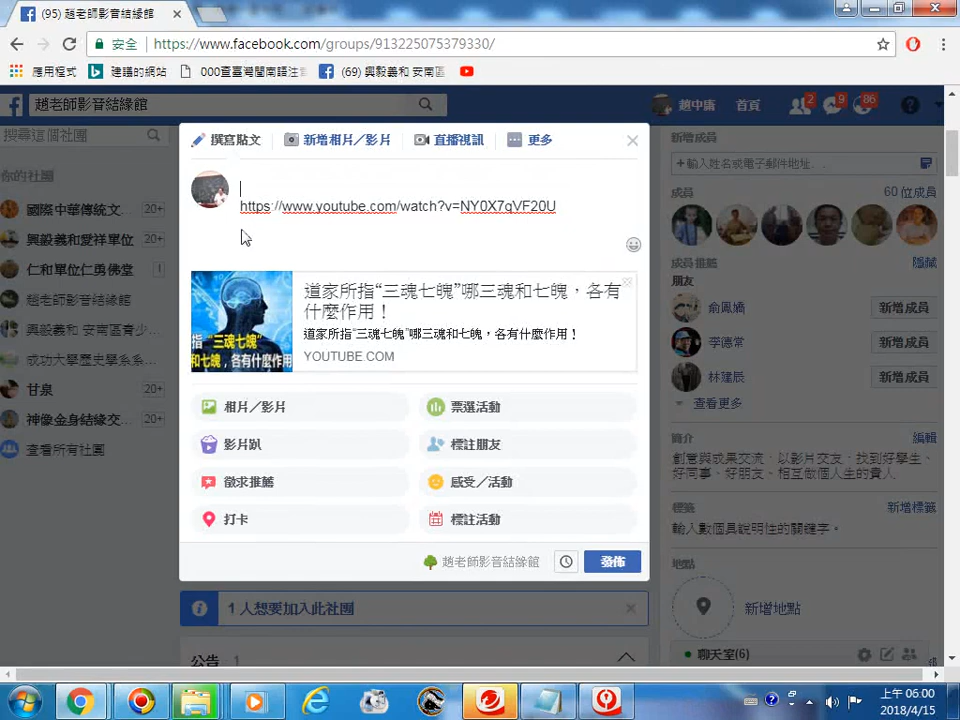 (95) 趙老師影音結緣館
安全
https://www.facebook.com/groups/913225075379330/
應用程式
建議的網站
000查臺灣閩南語注音
(69) 興毅義和 安南區
趙老師影音結緣館
趙中唐
首頁
2
9
86
搜尋這個社團
你的社團
國際中華傳統文...
20+
興毅義和愛祥單位
20+
仁和單位仁勇佛堂
趙老師影音結緣館
興毅義和 安南區青少...
成功大學歷史學系系...
甘泉
20+
神像金身結緣交...
20+
查看所有社團
撰寫貼文
新增相片／影片
直播視訊
更多
https://www.youtube.com/watch?v=NY0X7qVF20U
道家所指“三魂七魄”哪三魂和七魄，各有
什麼作用！
道家所指“三魂七魄”哪三魂和七魄，各有什麼作用！
YOUTUBE.COM
指 “三魂七魄”
和七魄，各有什麼作用
相片／影片
票選活動
影片趴
標註朋友
徵求推薦
感受／活動
打卡
標註活動
趙老師影音結緣館
發佈
1 人想要加入此社團
公告 1
新增成員
+輸入姓名或電子郵件地址...
成員
60 位成員
成員推薦
隱藏
朋友
俞鳳嬌
新增成員
李德常
新增成員
林建辰
新增成員
查看更多
簡介
編輯
創意與成果交流，以影片交友，找到好學生、
好同事、好朋友、相互做個人生的貴人
標籤
新增標籤
輸入數個具說明性的關鍵字。
地點
新增地點
聊天室(6)
上午 06:00
2018/4/15